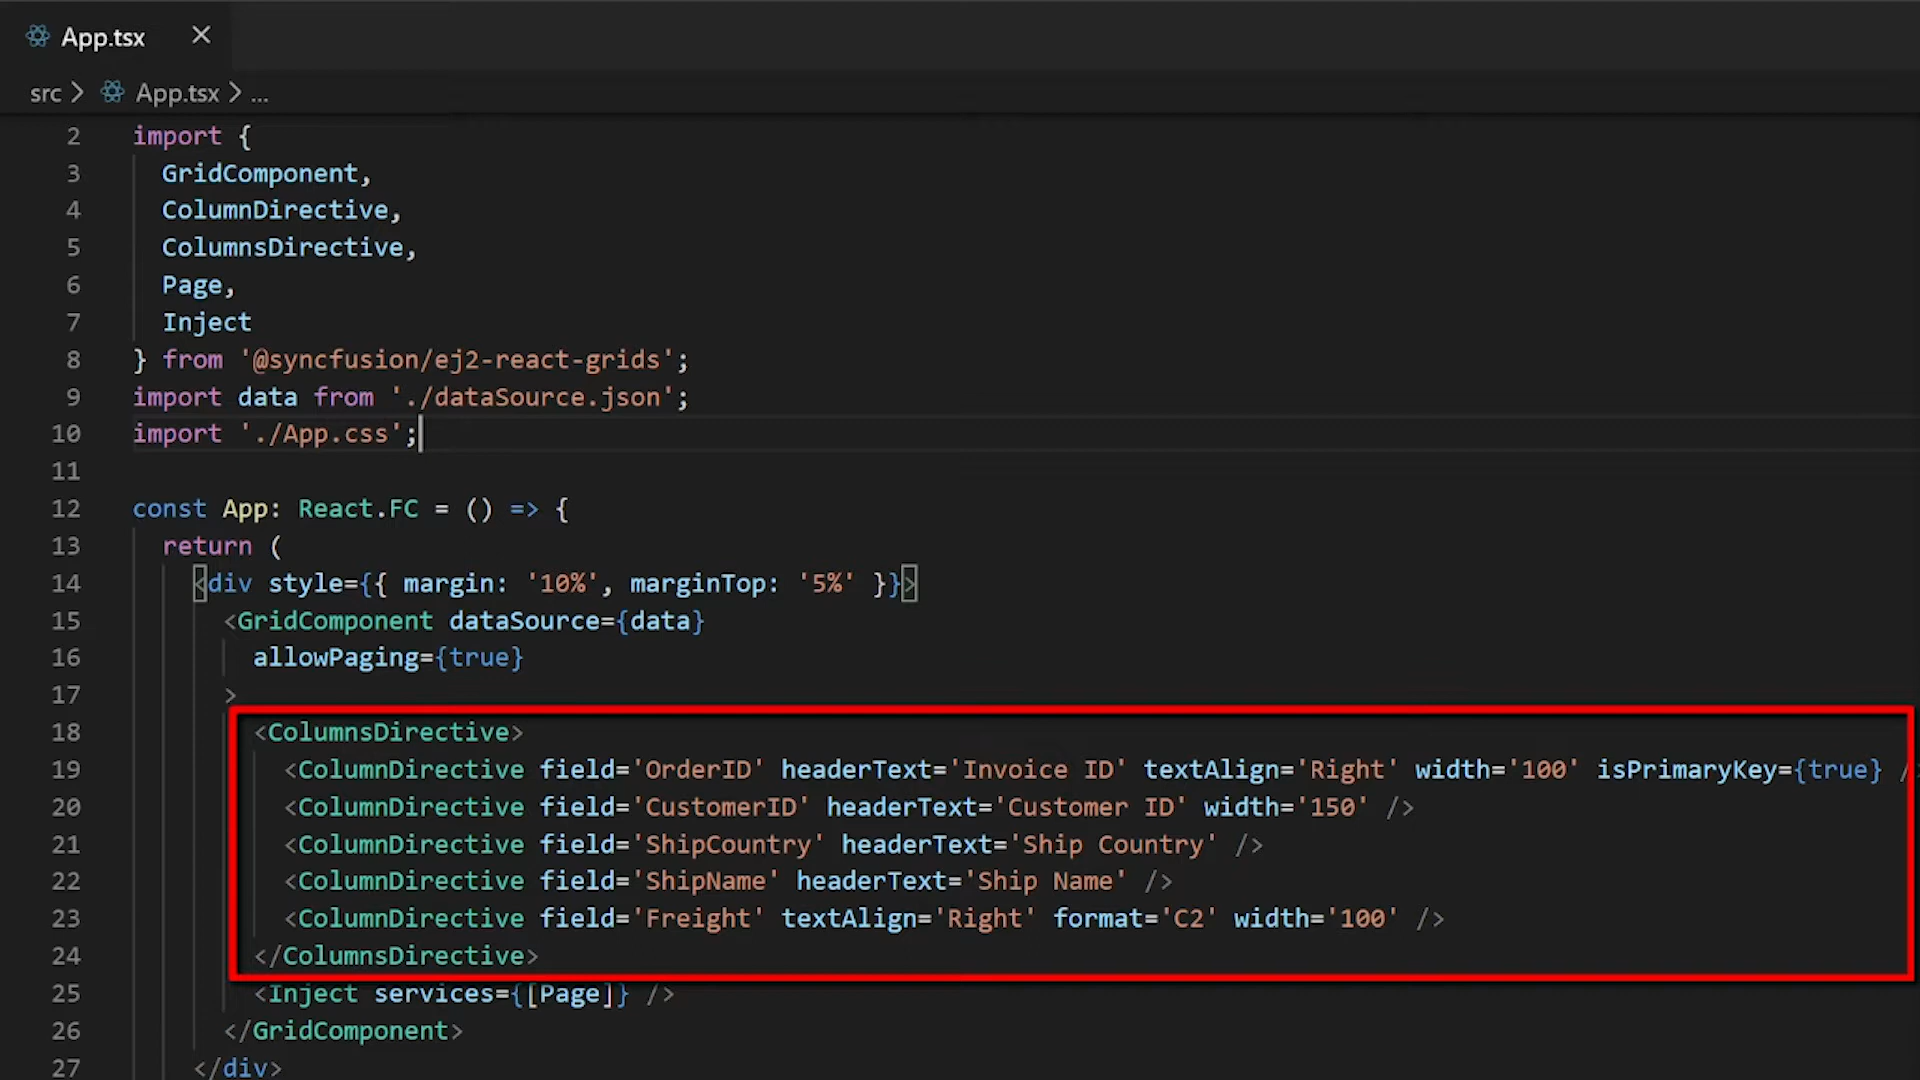 App.tsx
src > App.tsx > ...
2 import {
3 GridComponent,
4 ColumnDirective,
5 ColumnsDirective,
6 Page,
7 Inject
8 } from '@syncfusion/ej2-react-grids';
9 import data from './dataSource.json';
10 import './App.css';
11
12 const App: React.FC = () => {
13 return (
14 <div style={{ margin: '10%', marginTop: '5%' }}>
15 <GridComponent dataSource={data}
16 allowPaging={true}
17 >
18 <ColumnsDirective>
19 <ColumnDirective field='OrderID' headerText='Invoice ID' textAlign='Right' width='100' isPrimaryKey={true} />
20 <ColumnDirective field='CustomerID' headerText='Customer ID' width='150' />
21 <ColumnDirective field='ShipCountry' headerText='Ship Country' />
22 <ColumnDirective field='ShipName' headerText='Ship Name' />
23 <ColumnDirective field='Freight' textAlign='Right' format='C2' width='100' />
24 </ColumnsDirective>
25 <Inject services={[Page]} />
26 </GridComponent>
27 </div>